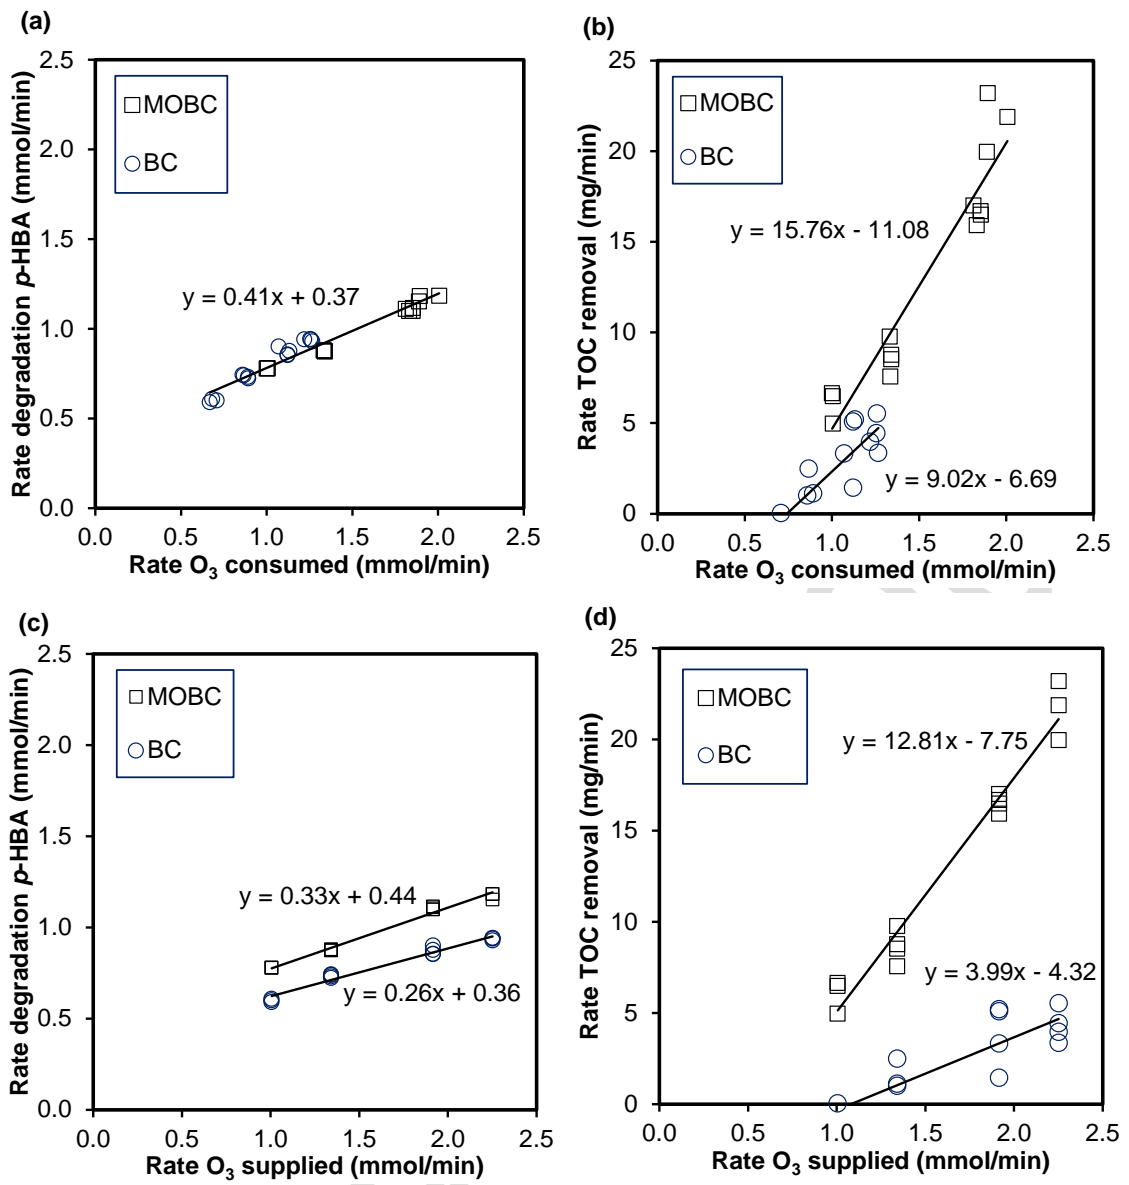 (a)
Rate degradation p-HBA (mmol/min)
2.5
2.0
1.5
1.0
0.5
0.0
MOBC
BC
y = 0.41x + 0.37
0.0 0.5 1.0 1.5 2.0 2.5
Rate O₃ consumed (mmol/min)
(b)
Rate TOC removal (mg/min)
25
20
15
10
5
0
MOBC
BC
y = 15.76x - 11.08
y = 9.02x - 6.69
0.0 0.5 1.0 1.5 2.0 2.5
Rate O₃ consumed (mmol/min)
(c)
Rate degradation p-HBA (mmol/min)
2.5
2.0
1.5
1.0
0.5
0.0
MOBC
BC
y = 0.33x + 0.44
y = 0.26x + 0.36
0.0 0.5 1.0 1.5 2.0 2.5
Rate O₃ supplied (mmol/min)
(d)
Rate TOC removal (mg/min)
25
20
15
10
5
0
MOBC
BC
y = 12.81x - 7.75
y = 3.99x - 4.32
0.0 0.5 1.0 1.5 2.0 2.5
Rate O₃ supplied (mmol/min)